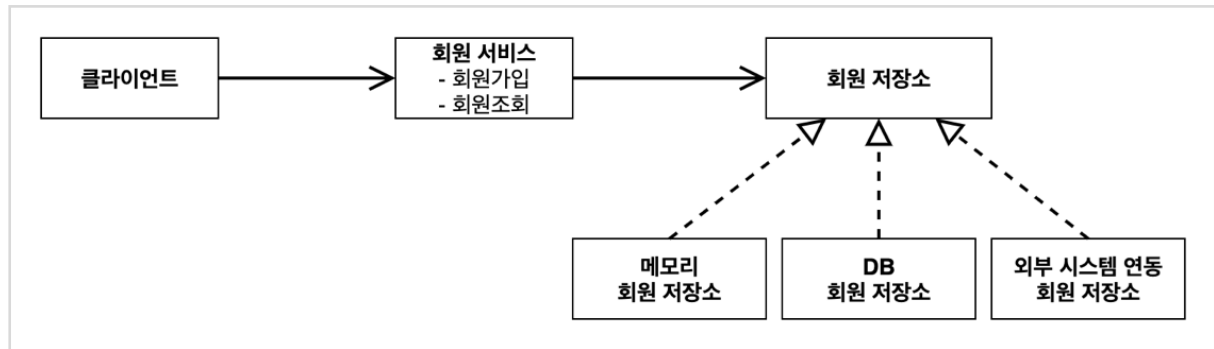 클라이언트
회원 서비스
- 회원가입
- 회원조회
회원 저장소
메모리
회원 저장소
DB
회원 저장소
외부 시스템 연동
회원 저장소